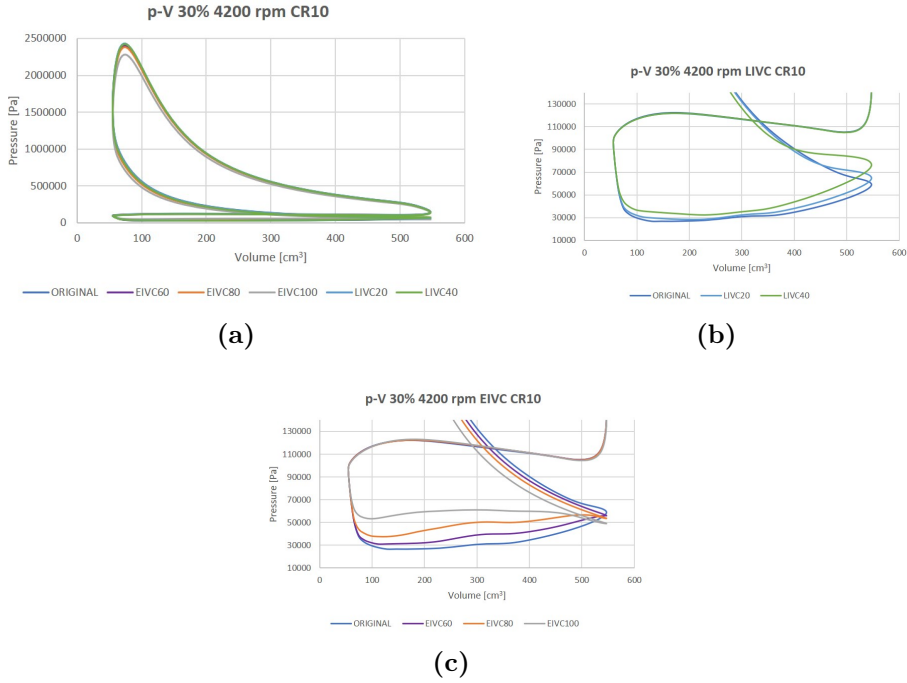 p-V 30% 4200 rpm CR10
2500000
2000000
1500000
1000000
500000
0
Pressure [Pa]
0 100 200 300 400 500 600
Volume [cm³]
ORIGINAL EIVC60 EIVC80 EIVC100 LIVC20 LIVC40
(a)
p-V 30% 4200 rpm LIVC CR10
130000
110000
90000
70000
50000
30000
10000
Pressure [Pa]
0 100 200 300 400 500 600
Volume [cm³]
ORIGINAL LIVC20 LIVC40
(b)
p-V 30% 4200 rpm EIVC CR10
130000
110000
90000
70000
50000
30000
10000
Pressure [Pa]
0 100 200 300 400 500 600
Volume [cm³]
ORIGINAL EIVC60 EIVC80 EIVC100
(c)